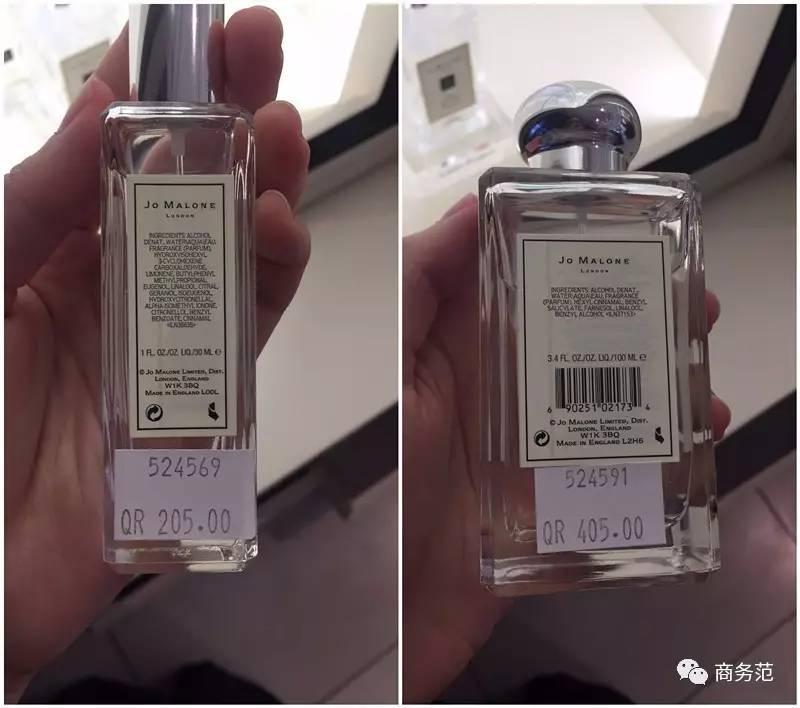 JO MALONE
LONDON
INGREDIENTS: ALCOHOL
DENAT., WATER\AQUA\EAU,
FRAGRANCE (PARFUM),
HYDROXYISOHEXYL
3-CYCLOHEXENE
CARBOXALDEHYDE,
LIMONENE, BUTYLPHENYL
METHYLPROPIONAL,
EUGENOL, LINALOOL, CITRAL,
GERANIOL, ISOEUGENOL,
HYDROXYCITRONELLAL,
ALPHA-ISOMETHYL IONONE,
CITRONELLOL, BENZYL
BENZOATE, CINNAMAL
1 FL. OZ./OZ. LIQ./30 ML ℮
© JO MALONE LIMITED, DIST.
LONDON, ENGLAND
W1K 3BQ
MADE IN ENGLAND
524569
QR 205.00
JO MALONE
LONDON
INGREDIENTS: ALCOHOL DENAT.,
WATER\AQUA\EAU, FRAGRANCE
(PARFUM), HEXYL CINNAMAL, BENZYL
SALICYLATE, FARNESOL, LINALOOL,
BENZYL ALCOHOL <ILN37153>
3.4 FL. OZ./OZ. LIQ./100 ML ℮
6 90251 02173 4
© JO MALONE LIMITED, DIST.
LONDON, ENGLAND
W1K 3BQ
MADE IN ENGLAND L2H6
524591
QR 405.00
商务范